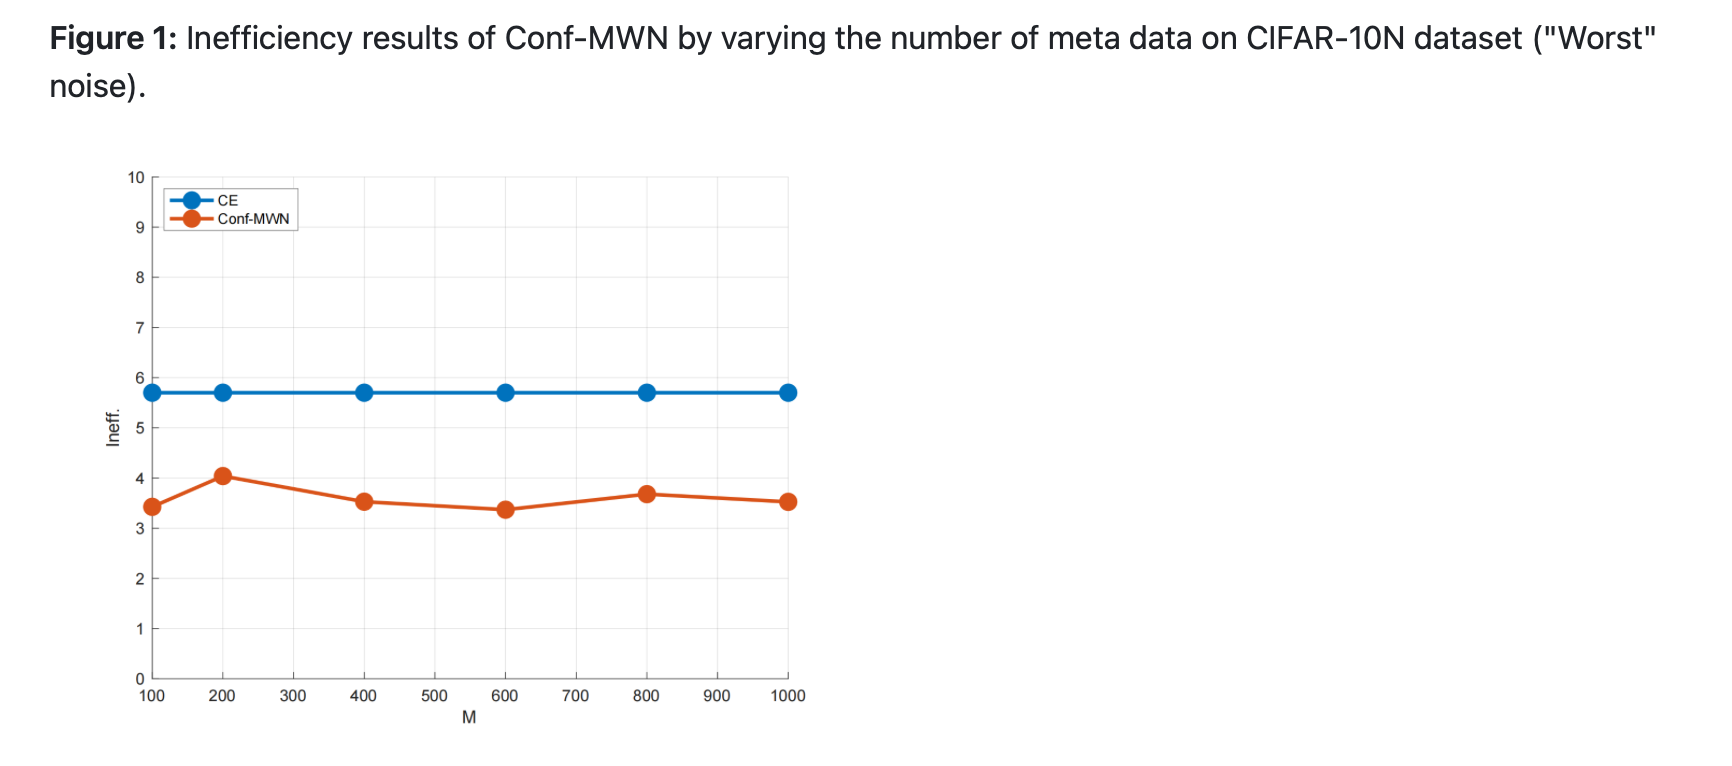 Figure 1: Inefficiency results of Conf-MWN by varying the number of meta data on CIFAR-10N dataset ("Worst"
noise).
10
CE
Conf-MWN
9
8
7
6
5
Ineff.
4
3
2
1
0
100 200 300 400 500 600 700 800 900 1000
M